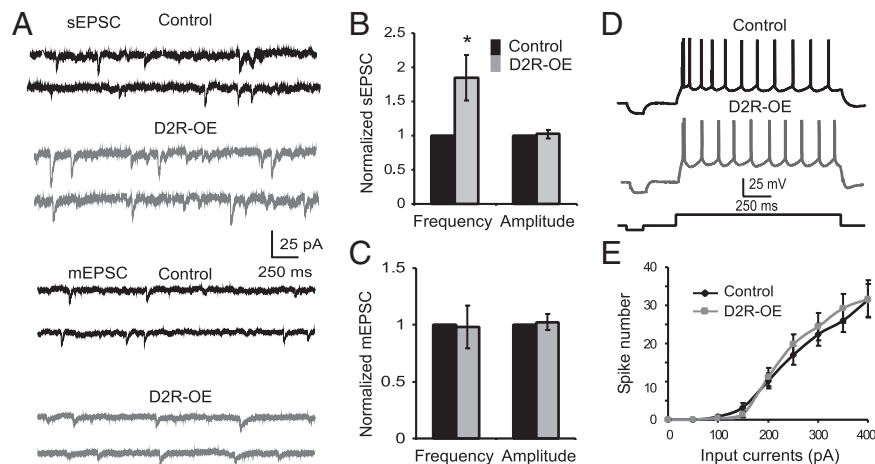 A
sEPSC
Control
D2R-OE
25 pA
250 ms
mEPSC
Control
D2R-OE
B
2.5
2
1.5
1
0.5
0
Normalized sEPSC
*
Control
D2R-OE
Frequency
Amplitude
C
1.5
1
0.5
0
Normalized mEPSC
Frequency
Amplitude
D
Control
D2R-OE
25 mV
250 ms
E
40
30
20
10
0
Spike number
Control
D2R-OE
0
100
200
300
400
Input currents (pA)